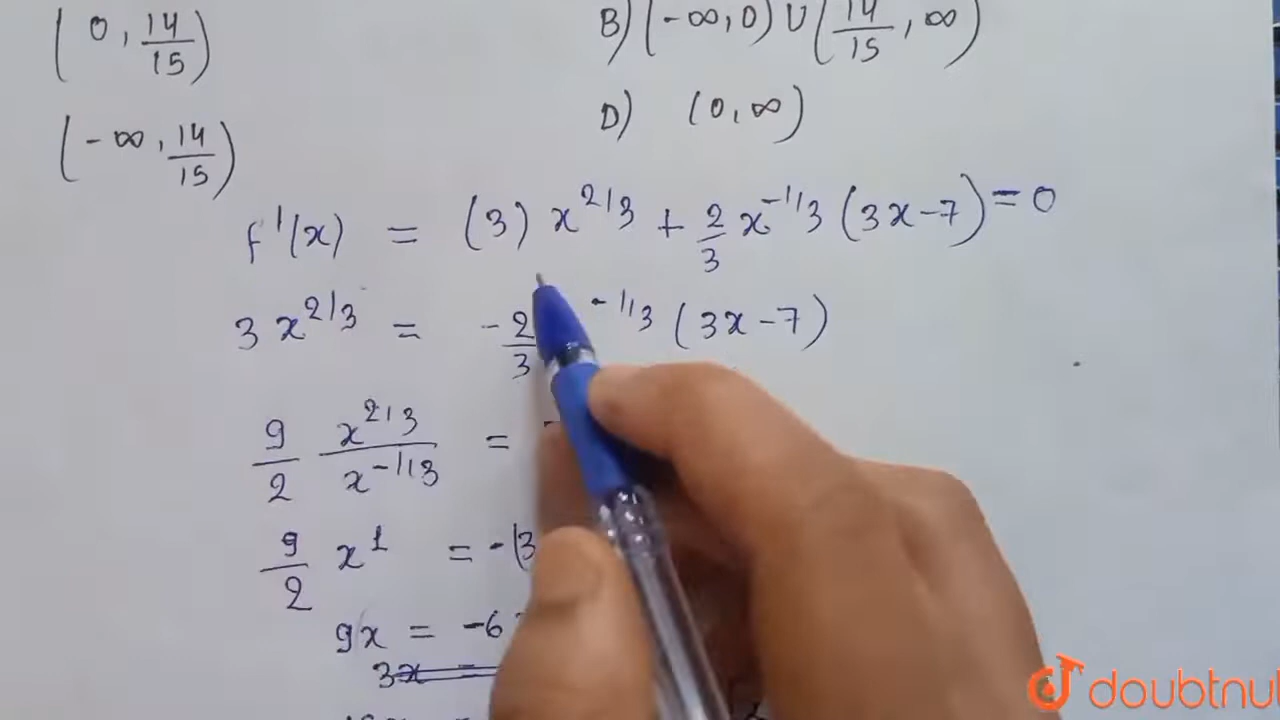 (0, 14/15) B) (-∞, 0) ∪ (14/15, ∞)
(-∞, 14/15) D) (0, ∞)
f'(x) = (3) x^2/3 + 2/3 x^-1/3 (3x-7) = 0
3 x^2/3 = -2/3 ^-1/3 (3x-7)
9/2 x^2/3 / x^-1/3 =
9/2 x^1 = -(3
9x = -6
3x =
doubtnut